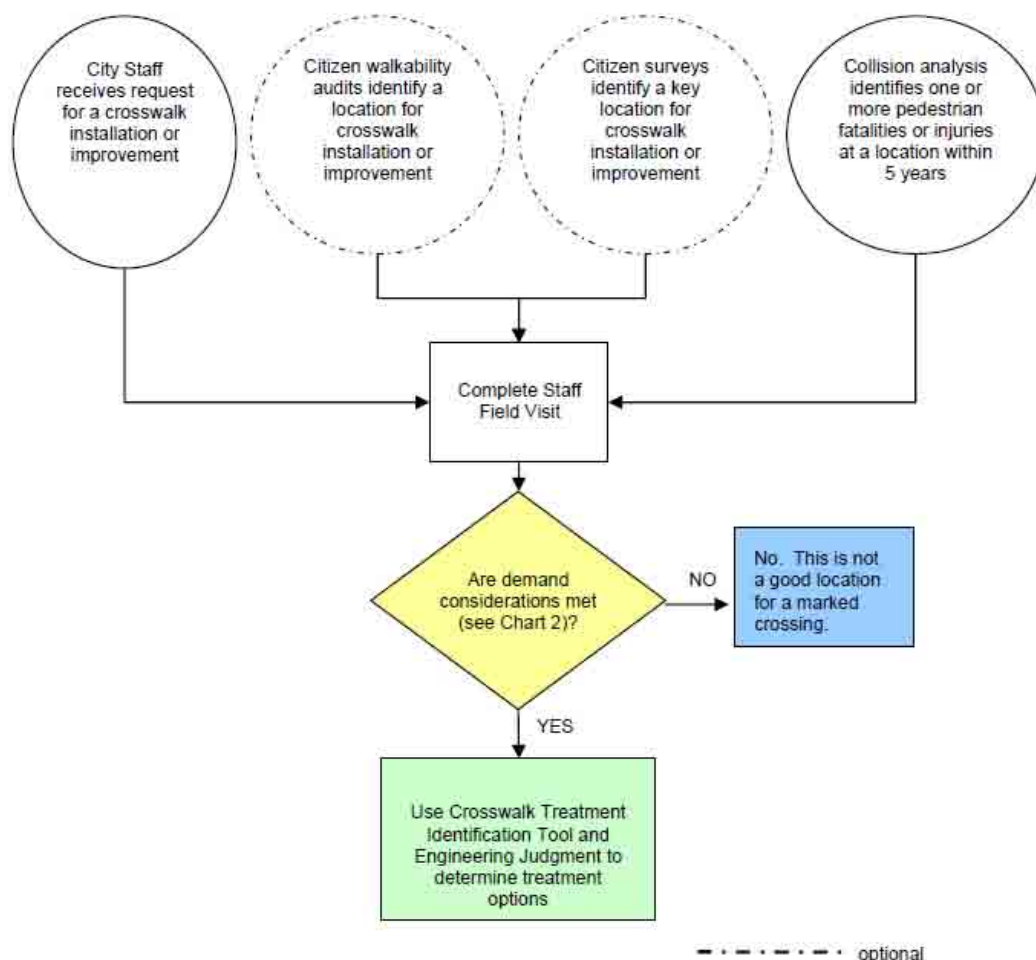 City Staff
receives request
for a crosswalk
installation or
improvement
Citizen walkability
audits identify a
location for
crosswalk
installation or
improvement
Citizen surveys
identify a key
location for
crosswalk
installation or
improvement
Collision analysis
identifies one or
more pedestrian
fatalities or injuries
at a location within
5 years
Complete Staff
Field Visit
Are demand
considerations met
(see Chart 2)?
NO
No. This is not
a good location
for a marked
crossing.
YES
Use Crosswalk Treatment
Identification Tool and
Engineering Judgment to
determine treatment
options
optional